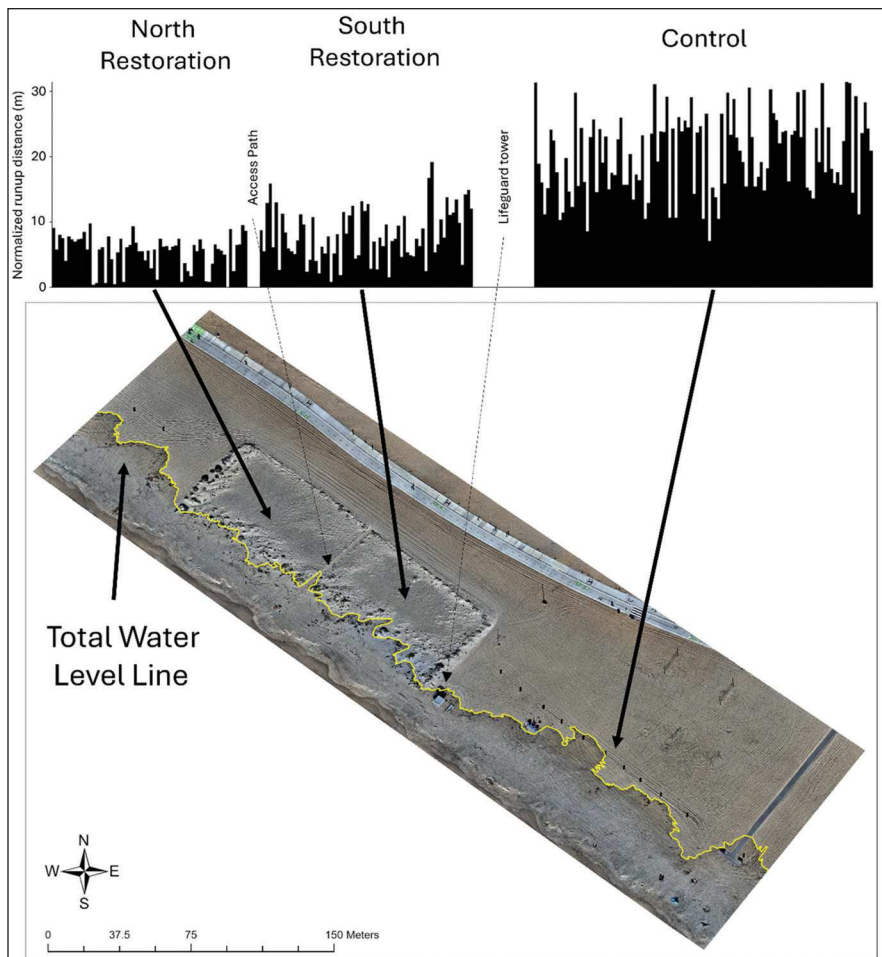 North
Restoration
South
Restoration
Control
Normalized runup distance (m)
30
20
10
0
Access Path
Lifeguard tower
Total Water
Level Line
N
W E
S
0 37.5 75 150 Meters